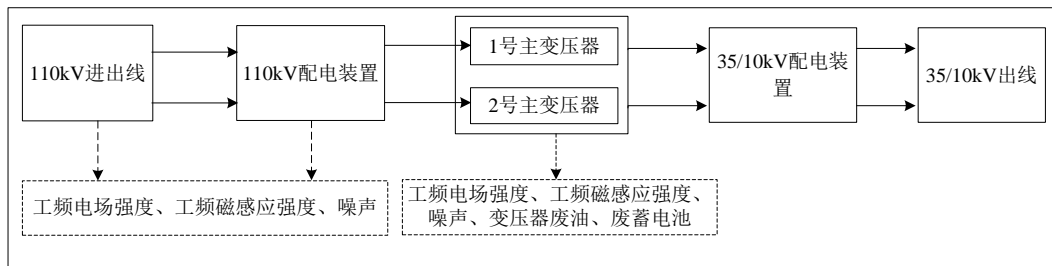 110kV进出线
110kV配电装置
1号主变压器
2号主变压器
35/10kV配电装
置
35/10kV出线
工频电场强度、工频磁感应强度、噪声
工频电场强度、工频磁感应强度、
噪声、变压器废油、废蓄电池